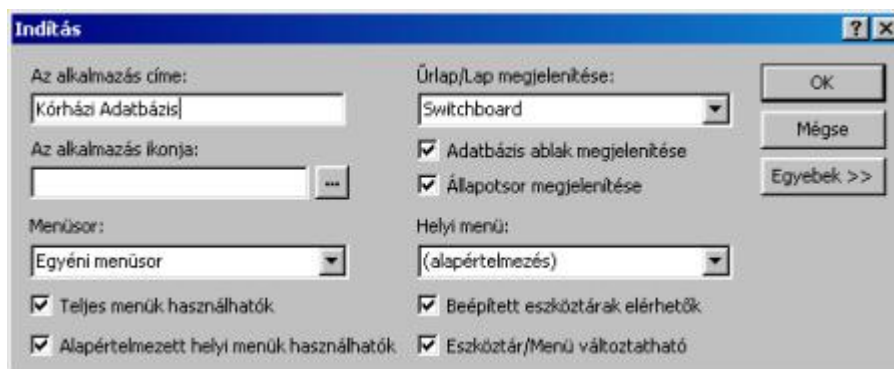 Indítás
Az alkalmazás címe:
Kórházi Adatbázis
Az alkalmazás ikonja:
...
Menüsor:
Egyéni menüsor
Teljes menük használhatók
Alapértelmezett helyi menük használhatók
Űrlap/Lap megjelenítése:
Switchboard
Adatbázis ablak megjelenítése
Állapotsor megjelenítése
Helyi menü:
(alapértelmezés)
Beépített eszköztárak elérhetők
Eszköztár/Menü változtatható
OK
Mégse
Egyebek >>